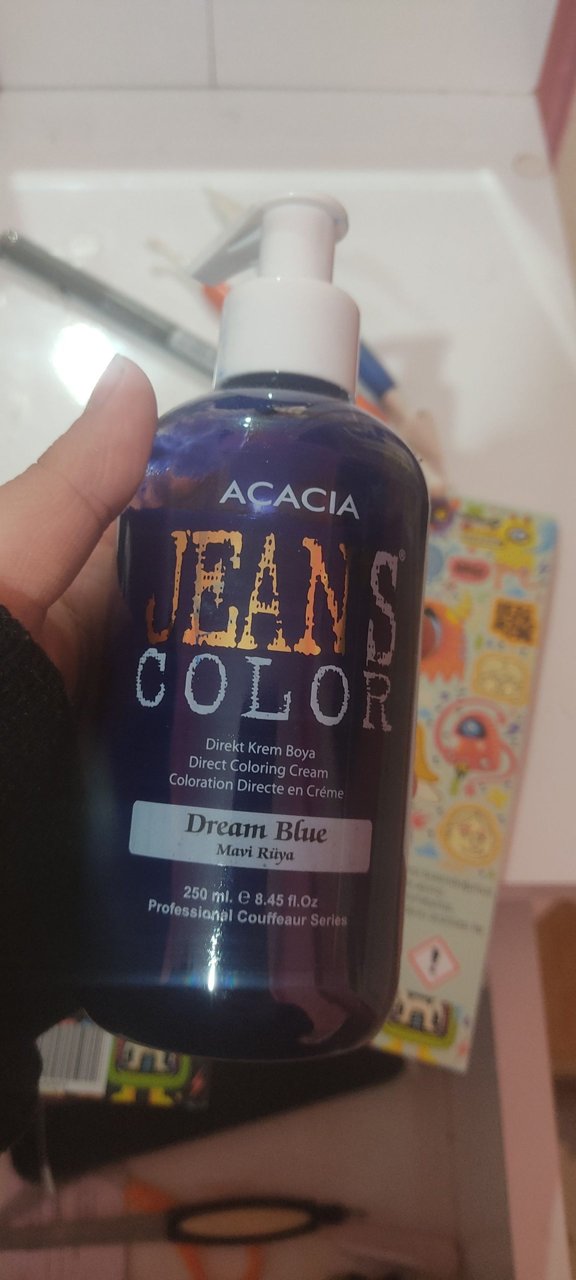 ACACIA
JEANS®
COLOR
Direkt Krem Boya
Direct Coloring Cream
Coloration Directe en Créme
Dream Blue
Mavi Rüya
250 ml. ℮ 8.45 fl.Oz
Professional Couffeaur Series